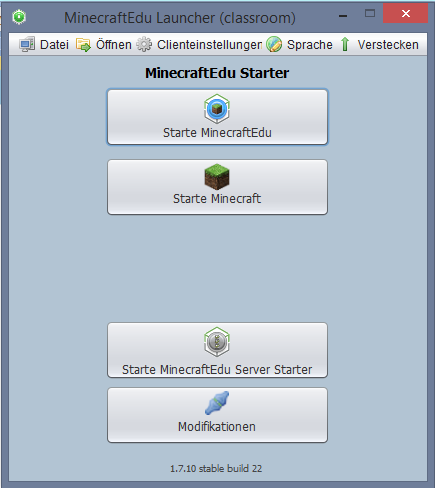 MinecraftEdu Launcher (classroom)
Datei Öffnen Clienteinstellungen Sprache Verstecken
MinecraftEdu Starter
Starte MinecraftEdu
Starte Minecraft
Starte MinecraftEdu Server Starter
Modifikationen
1.7.10 stable build 22